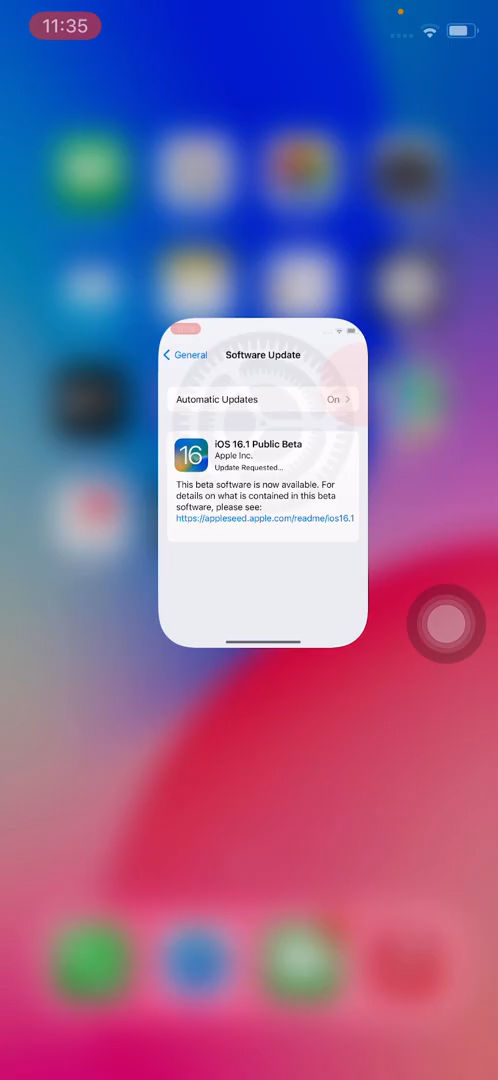 11:35
General
Software Update
Automatic Updates
On
16
iOS 16.1 Public Beta
Apple Inc.
Update Requested...
This beta software is now available. For
details on what is contained in this beta
software, please see:
https://appleseed.apple.com/readme/ios16.1